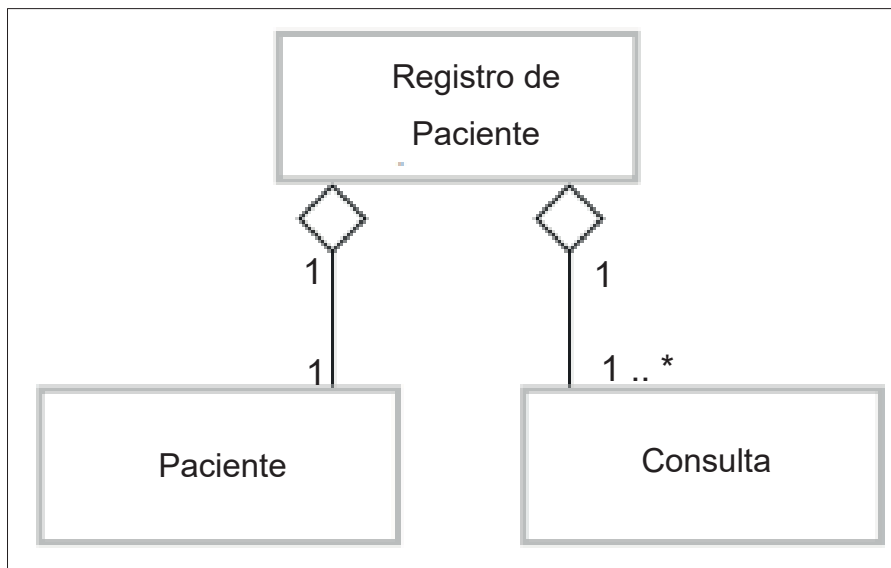 Registro de
Paciente
1
1
1
1 .. *
Paciente
Consulta